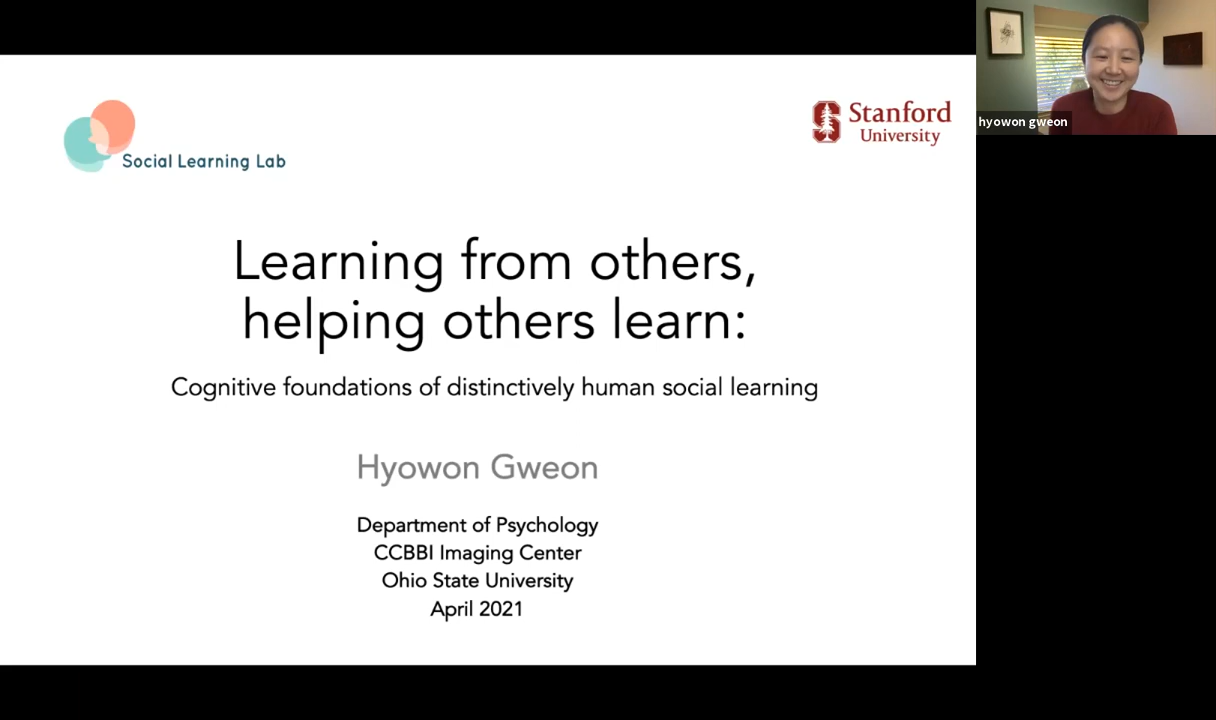 Social Learning Lab
Stanford
University
hyowon gweon
Learning from others,
helping others learn:
Cognitive foundations of distinctively human social learning
Hyowon Gweon
Department of Psychology
CCBBI Imaging Center
Ohio State University
April 2021